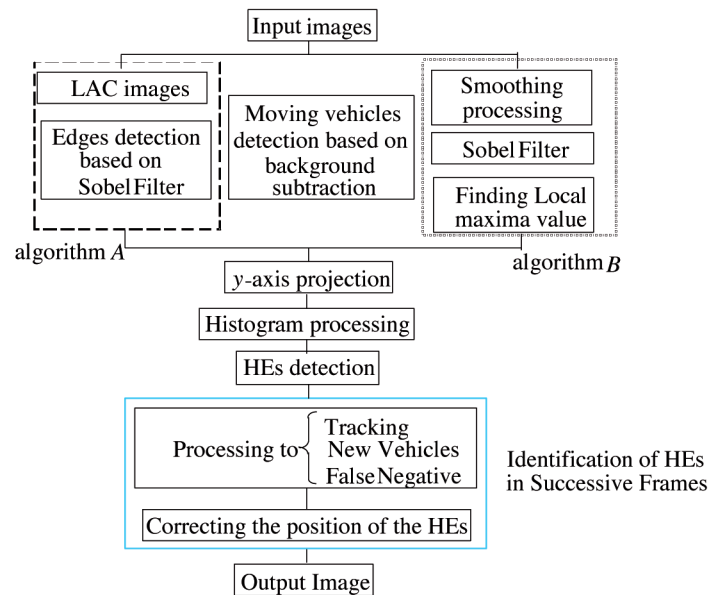 Input images
LAC images
Edges detection
based on
Sobel Filter
algorithm A
Moving vehicles
detection based on
background
subtraction
Smoothing
processing
Sobel Filter
Finding Local
maxima value
algorithm B
y-axis projection
Histogram processing
HEs detection
Processing to
Tracking
New Vehicles
False Negative
Correcting the position of the HEs
Identification of HEs
in Successive Frames
Output Image